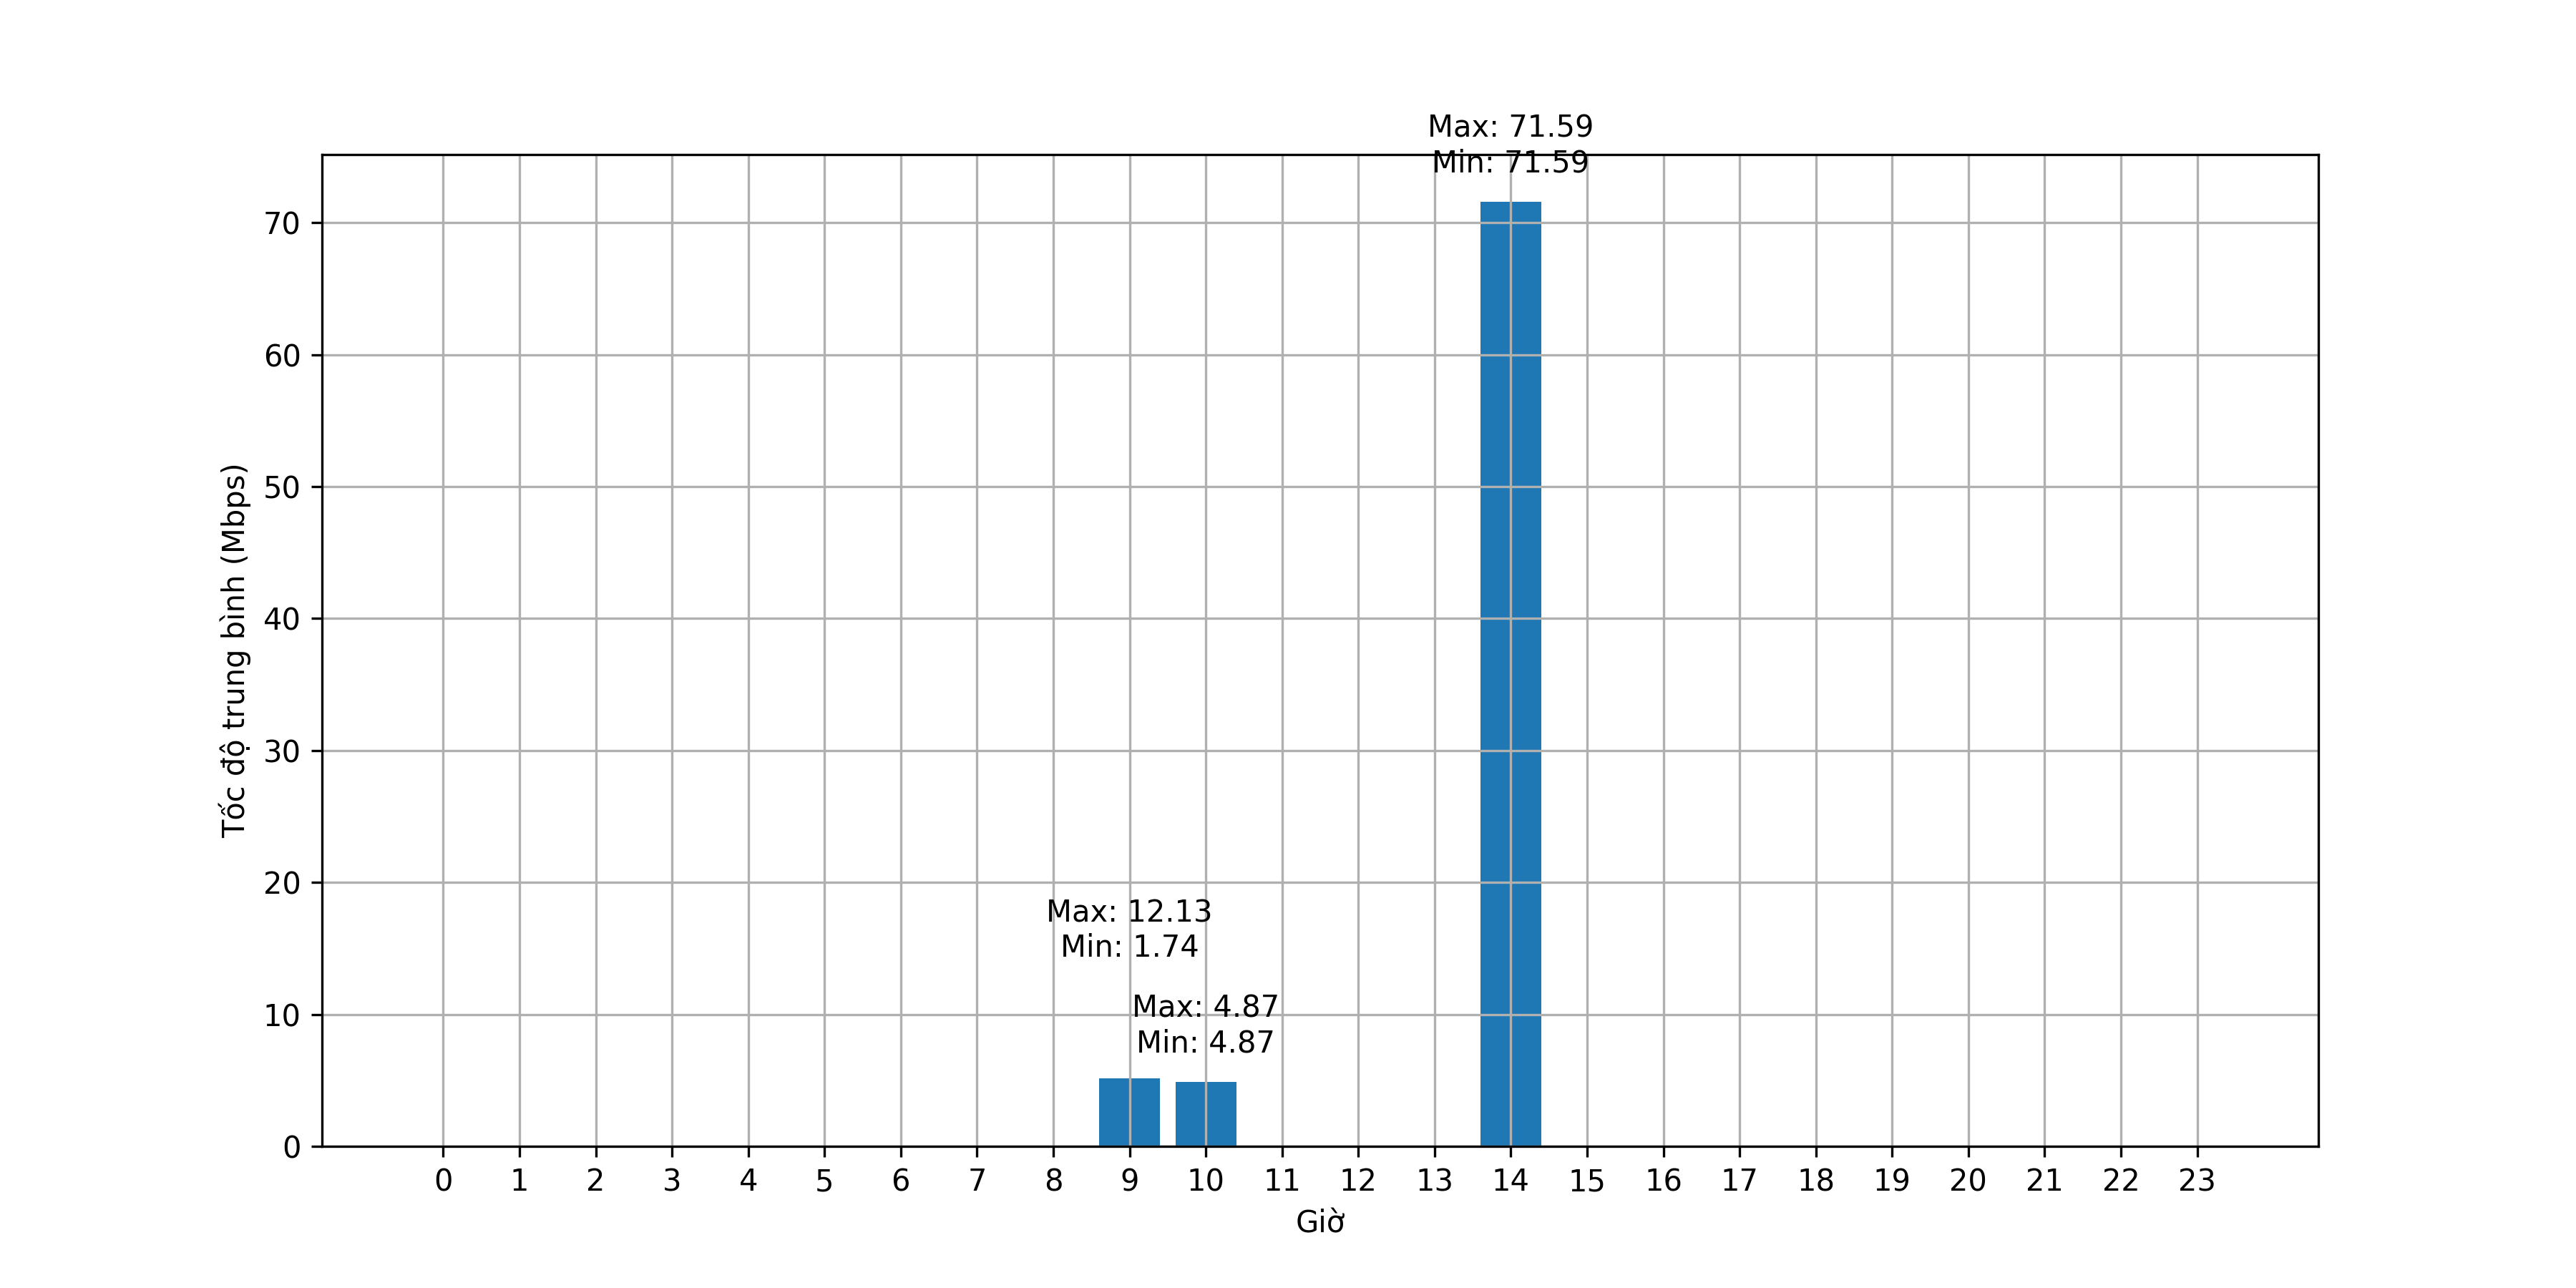 Max: 71.59
Min: 71.59
70
60
50
40
30
20
10
0
Tốc độ trung bình (Mbps)
Max: 12.13
Min: 1.74
Max: 4.87
Min: 4.87
0 1 2 3 4 5 6 7 8 9 10 11 12 13 14 15 16 17 18 19 20 21 22 23
Giờ